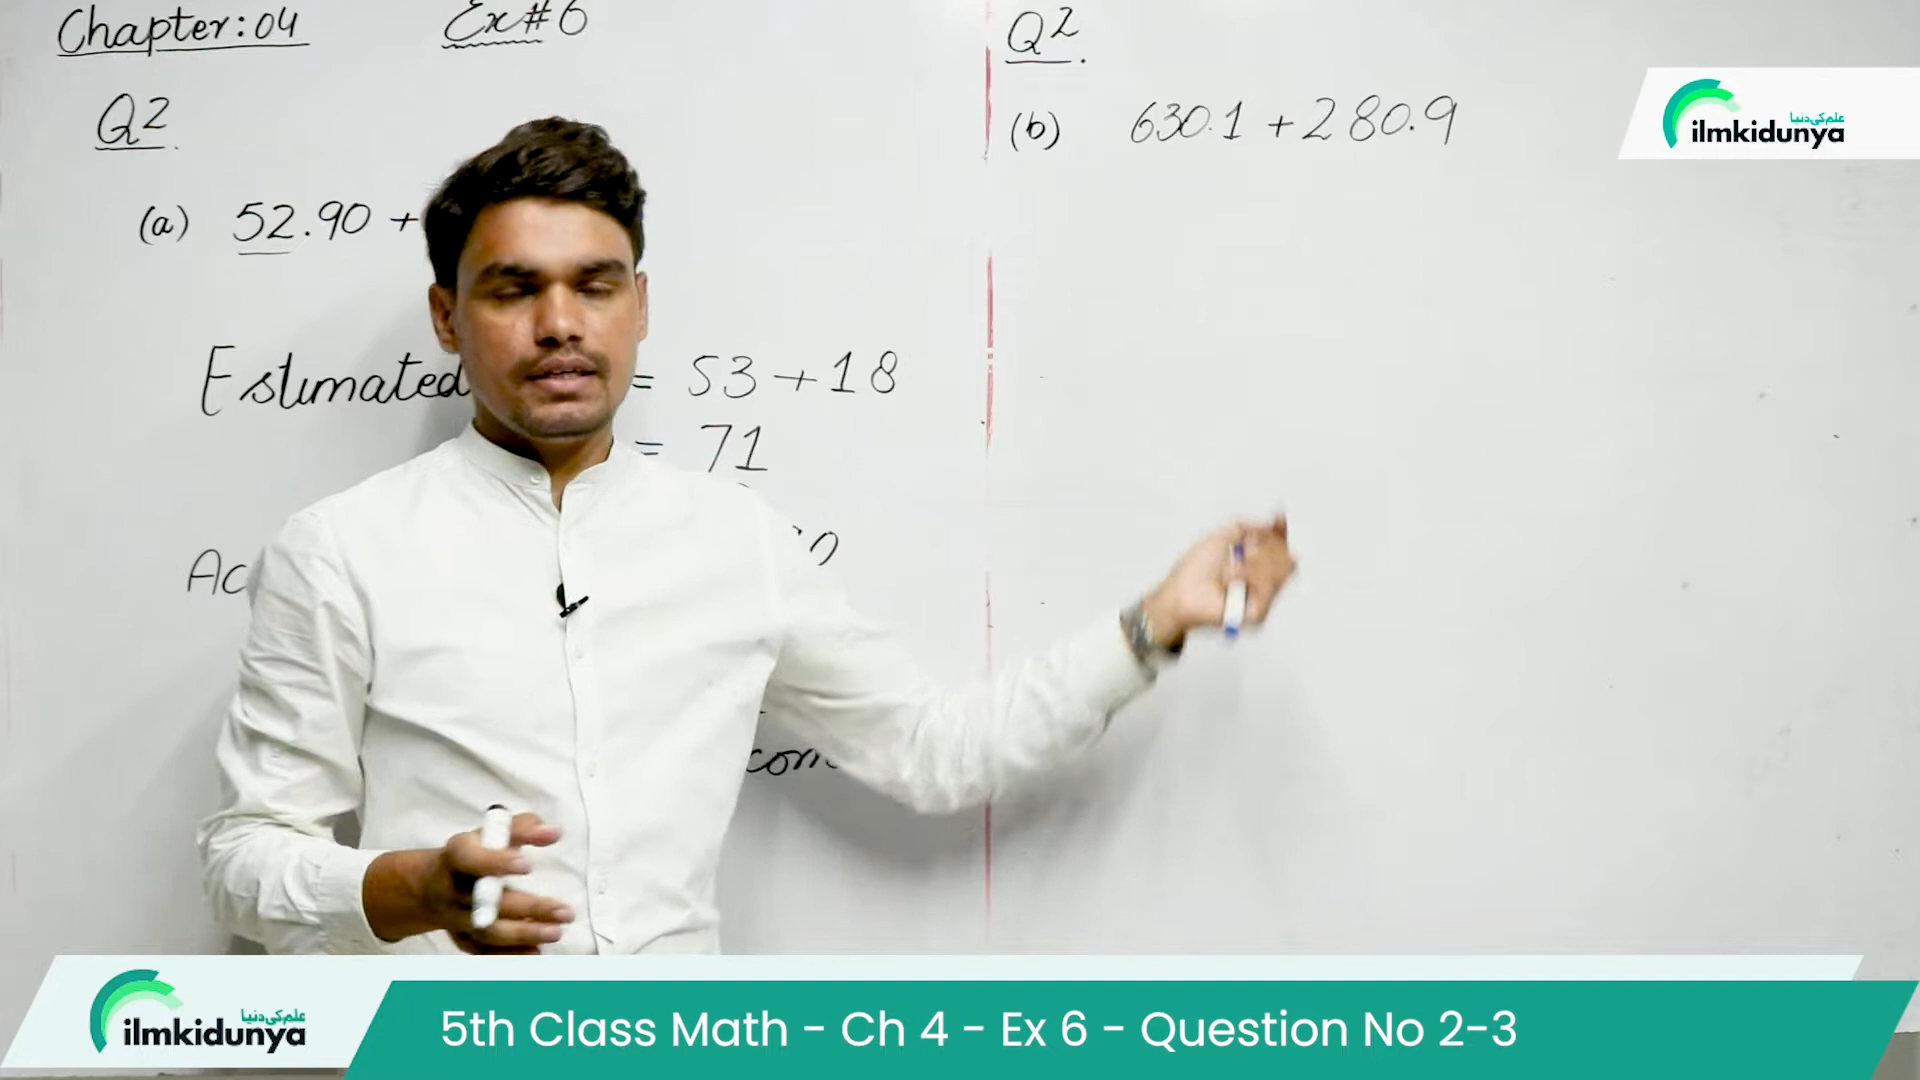 Chapter:04 Ex#6
Q2.
(a) 52.90 +
Estimated = 53+18
= 71
Q2.
(b) 630.1 +280.9
علم کی دنیا
ilmkidunya
علم کی دنیا
ilmkidunya
5th Class Math - Ch 4 - Ex 6 - Question No 2-3